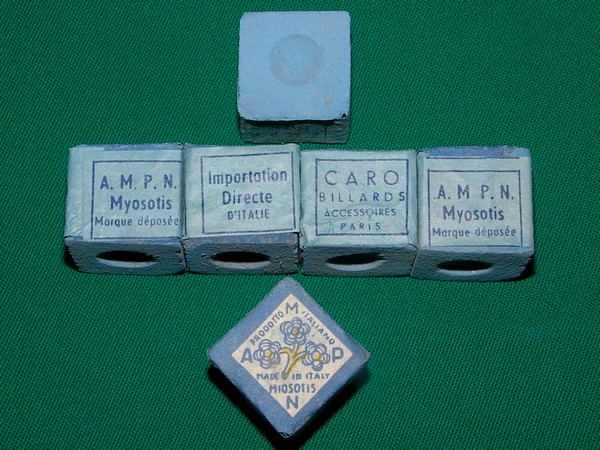 A. M. P. N.
Myosotis
Marque déposée
Importation
Directe
D'ITALIE
CARO
BILLARDS
ACCESSOIRES
PARIS
A. M. P. N.
Myosotis
Marque déposée
M
PRODOTTO ITALIANO
A P
MADE IN ITALY
MIOSOTIS
N